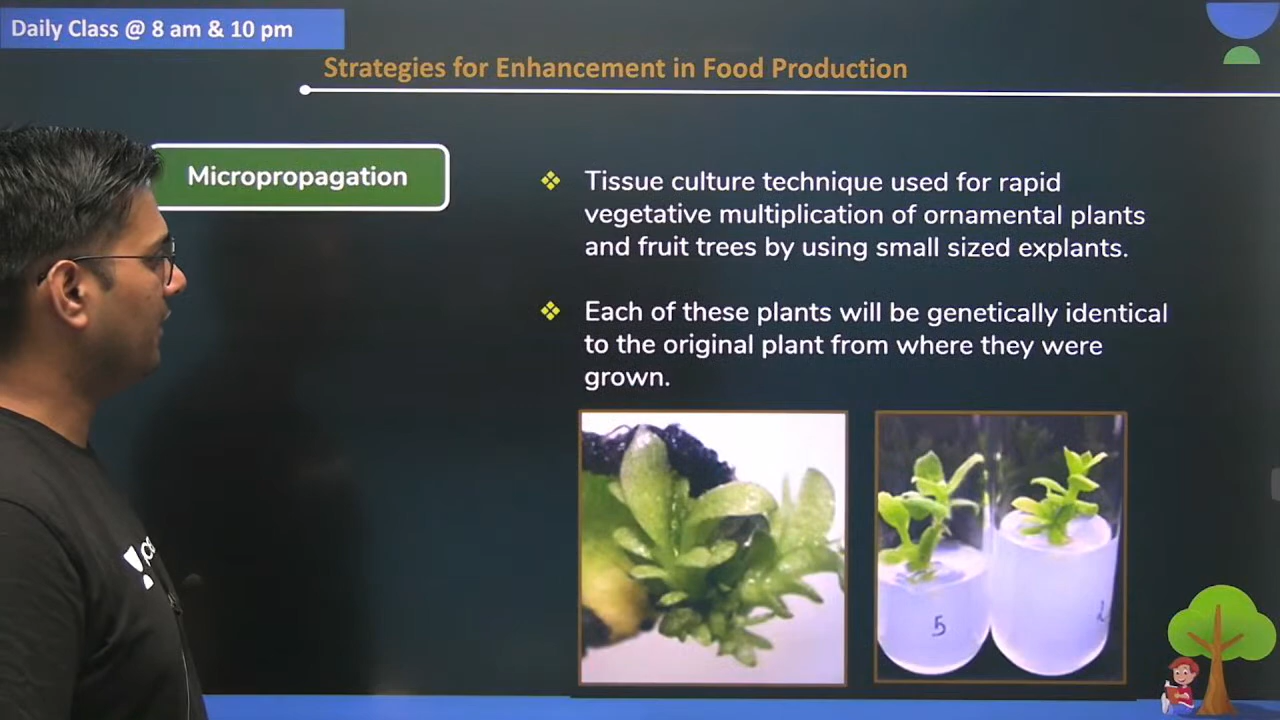 Daily Class @ 8 am & 10 pm
Strategies for Enhancement in Food Production
Micropropagation
Tissue culture technique used for rapid
vegetative multiplication of ornamental plants
and fruit trees by using small sized explants.
Each of these plants will be genetically identical
to the original plant from where they were
grown.
5